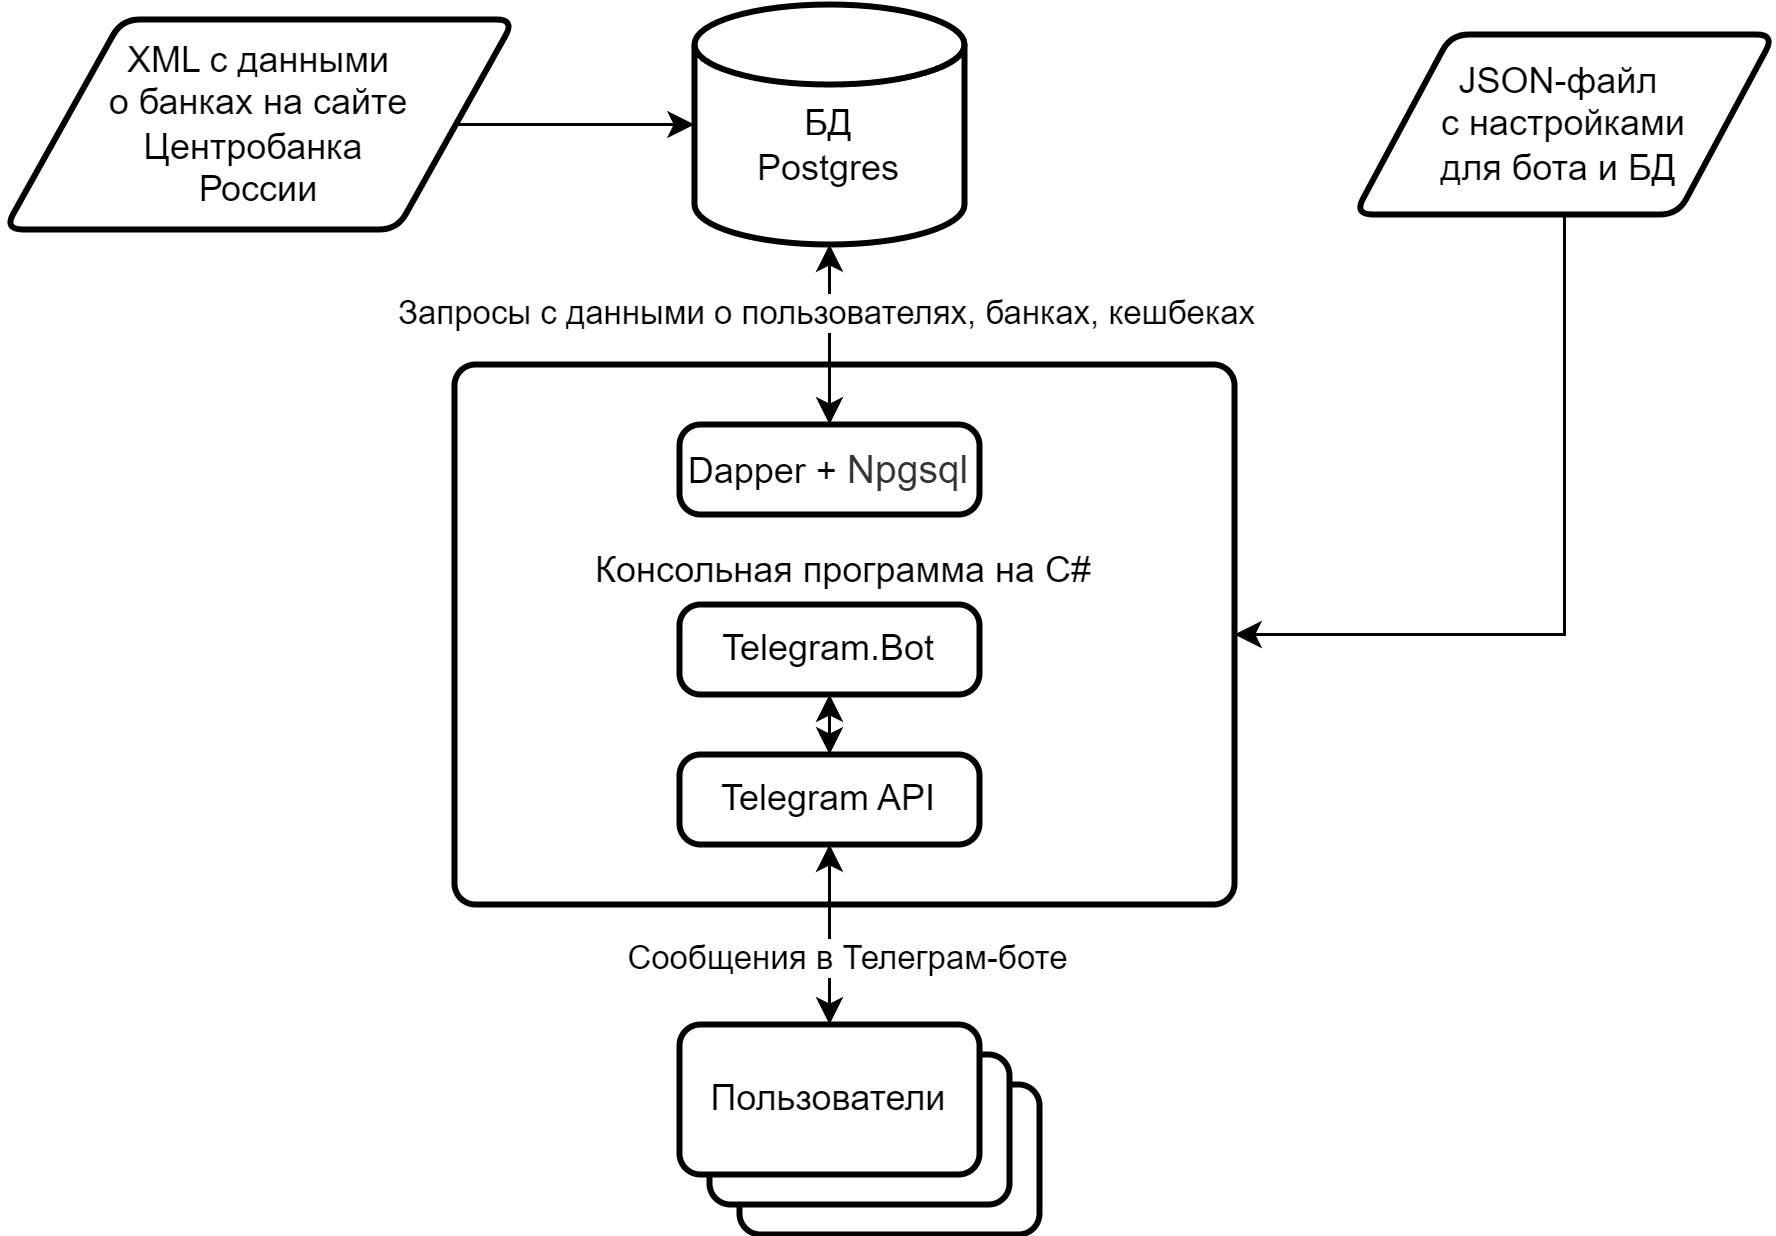 XML с данными
о банках на сайте
Центробанка
России
БД
Postgres
JSON-файл
с настройками
для бота и БД
Запросы с данными о пользователях, банках, кешбеках
Dapper + Npgsql
Консольная программа на C#
Telegram.Bot
Telegram API
Сообщения в Телеграм-боте
Пользователи